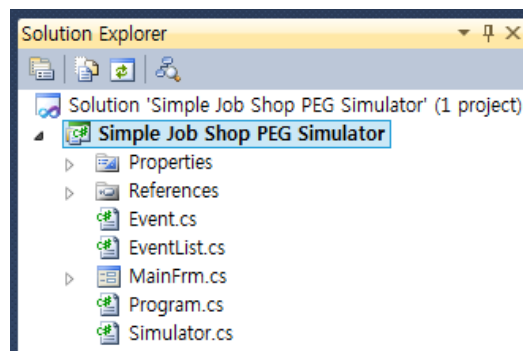 Solution Explorer
Solution 'Simple Job Shop PEG Simulator' (1 project)
Simple Job Shop PEG Simulator
Properties
References
Event.cs
EventList.cs
MainFrm.cs
Program.cs
Simulator.cs